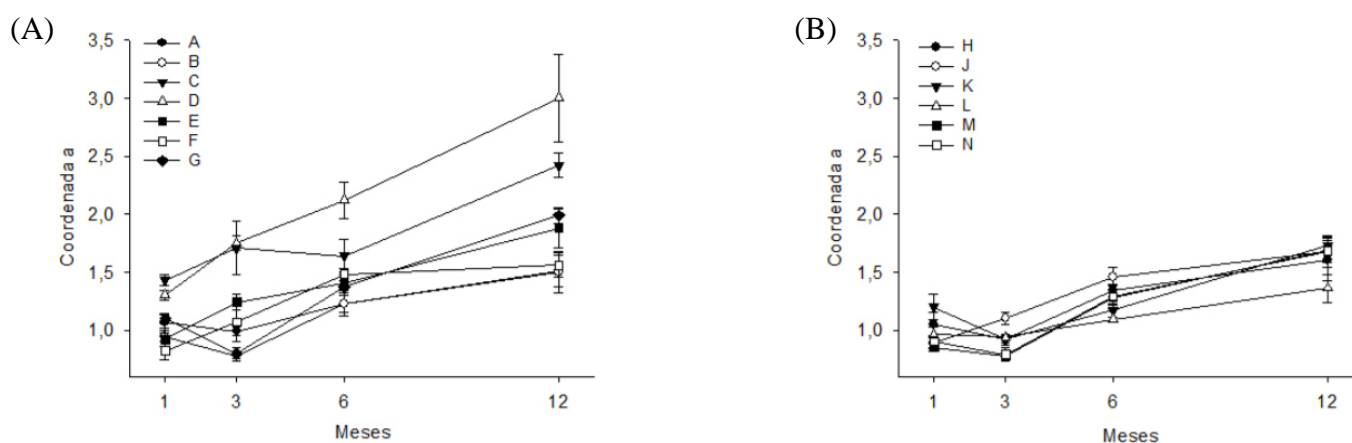 (A)
Coordenada a
3,5
3,0
2,5
2,0
1,5
1,0
A
B
C
D
E
F
G
1 3 6 12
Meses
(B)
Coordenada a
3,5
3,0
2,5
2,0
1,5
1,0
H
J
K
L
M
N
1 3 6 12
Meses